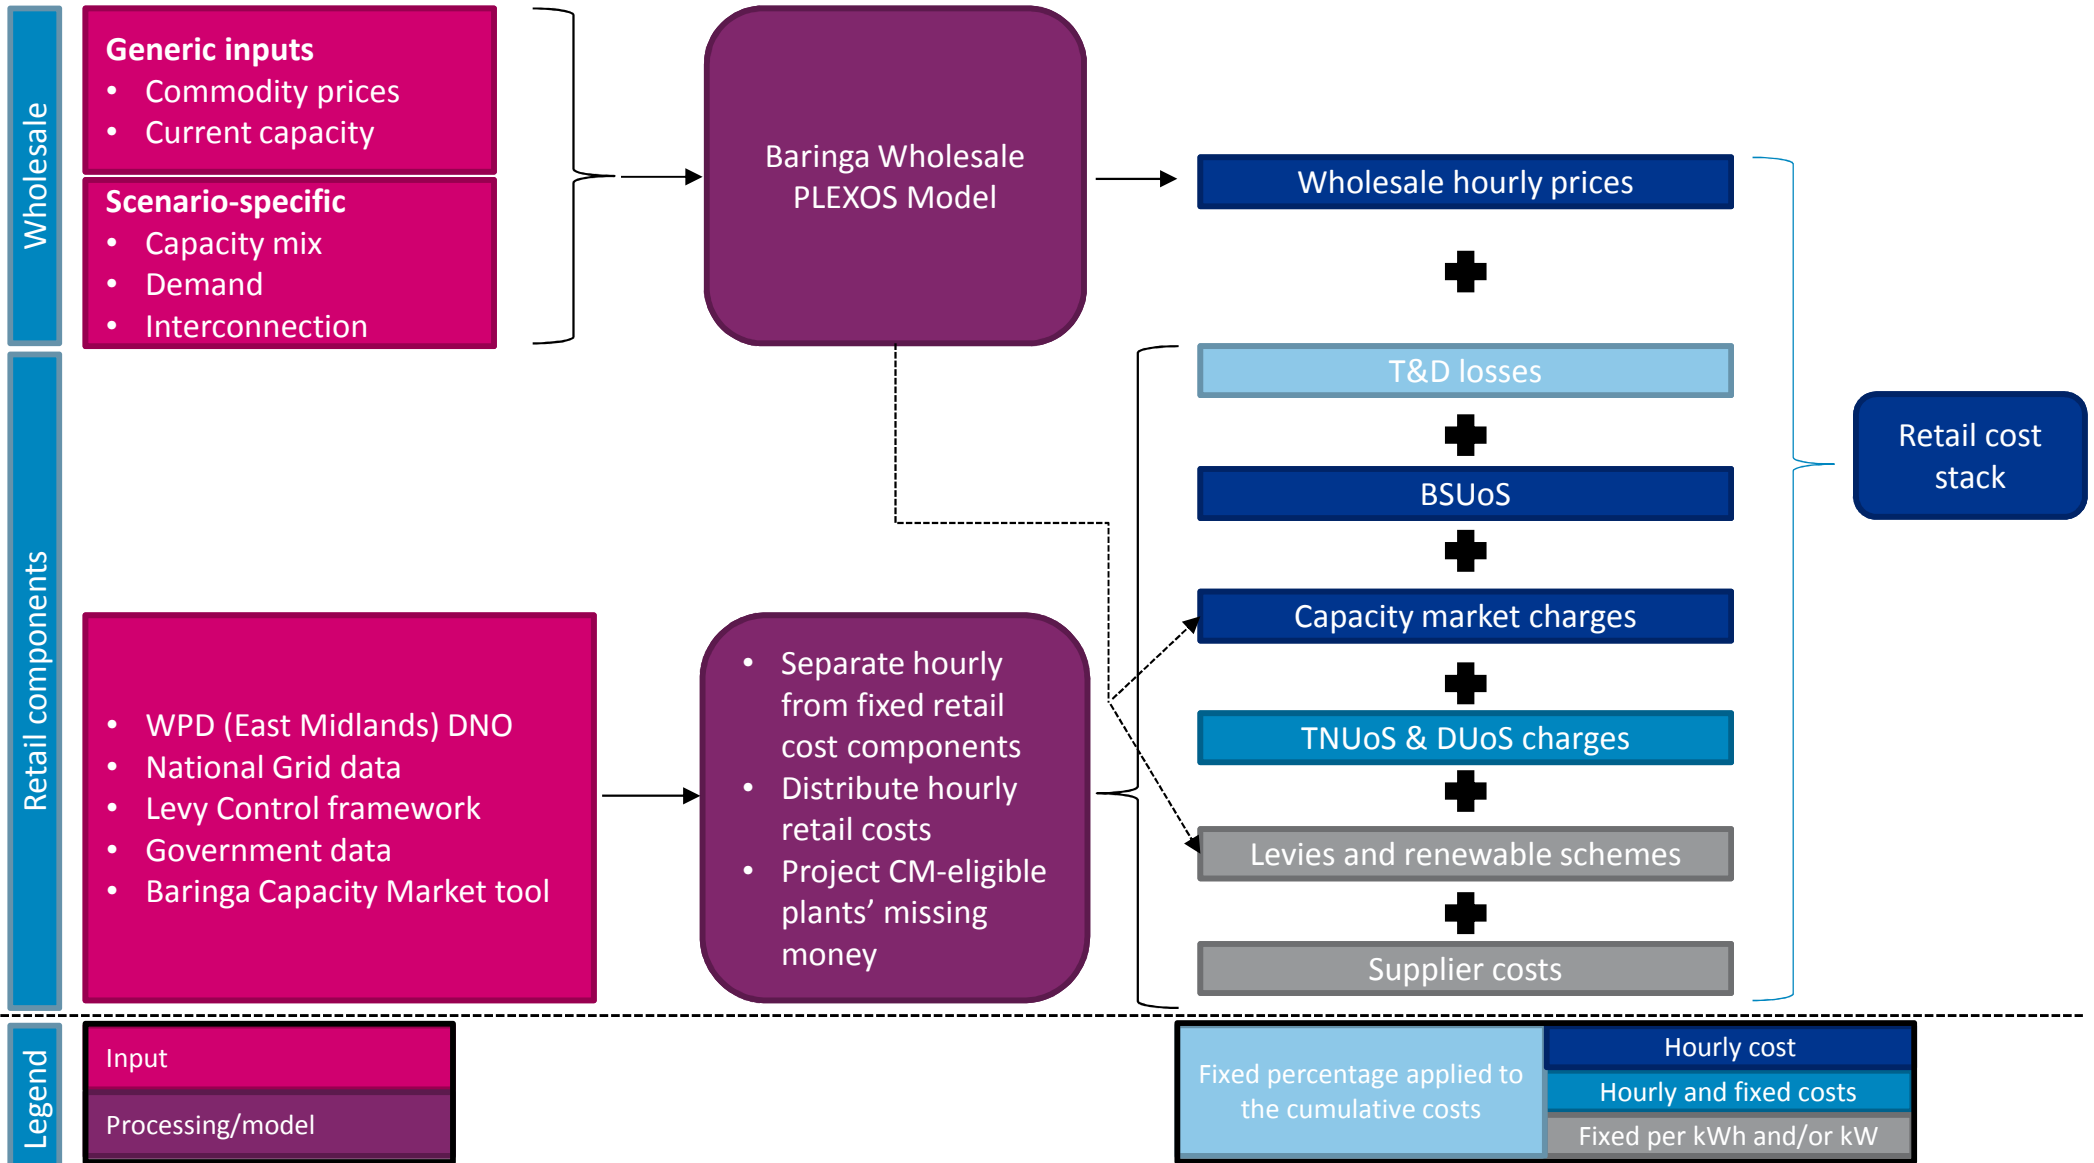 Wholesale
Generic inputs
• Commodity prices
• Current capacity
Scenario-specific
• Capacity mix
• Demand
• Interconnection
Baringa Wholesale
PLEXOS Model
Wholesale hourly prices
T&D losses
BSUoS
Capacity market charges
TNUoS & DUoS charges
Levies and renewable schemes
Supplier costs
Retail cost
stack
Retail components
• WPD (East Midlands) DNO
• National Grid data
• Levy Control framework
• Government data
• Baringa Capacity Market tool
• Separate hourly
from fixed retail
cost components
• Distribute hourly
retail costs
• Project CM-eligible
plants’ missing
money
Legend
Input
Processing/model
Fixed percentage applied to
the cumulative costs
Hourly cost
Hourly and fixed costs
Fixed per kWh and/or kW